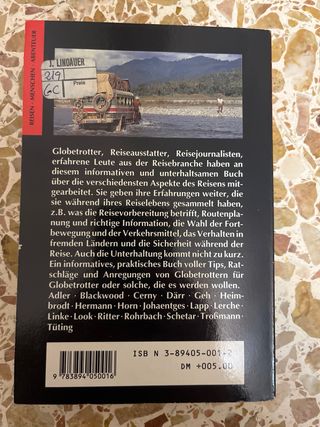 REISEN · MENSCHEN · ABENTEUER
J. LINDAUER
219
GC
Preis
Globetrotter, Reiseausstatter, Reisejournalisten,
erfahrene Leute aus der Reisebranche haben an
diesem informativen und unterhaltsamen Buch
über die verschiedensten Aspekte des Reisens mit-
gearbeitet. Sie geben ihre Erfahrungen weiter, die
sie während ihres Reiselebens gesammelt haben,
z.B. was die Reisevorbereitung betrifft, Routenpla-
nung und richtige Information, die Wahl der Fort-
bewegung und der Verkehrsmittel, das Verhalten in
fremden Ländern und die Sicherheit während der
Reise. Auch die Unterhaltung kommt nicht zu kurz.
Ein informatives, praktisches Buch voller Tips, Rat-
schläge und Anregungen von Globetrottern für
Globetrotter oder solche, die es werden wollen.
Adler · Blackwood · Cerny · Därr · Geh · Heim-
brodt · Hermann · Horn · Johaentges · Lapp · Lerche ·
Linke · Look · Ritter · Rohrbach · Schetar · Troßmann ·
Tüting
ISB N 3-89405-001-2
DM +005.00
9 783894 050016